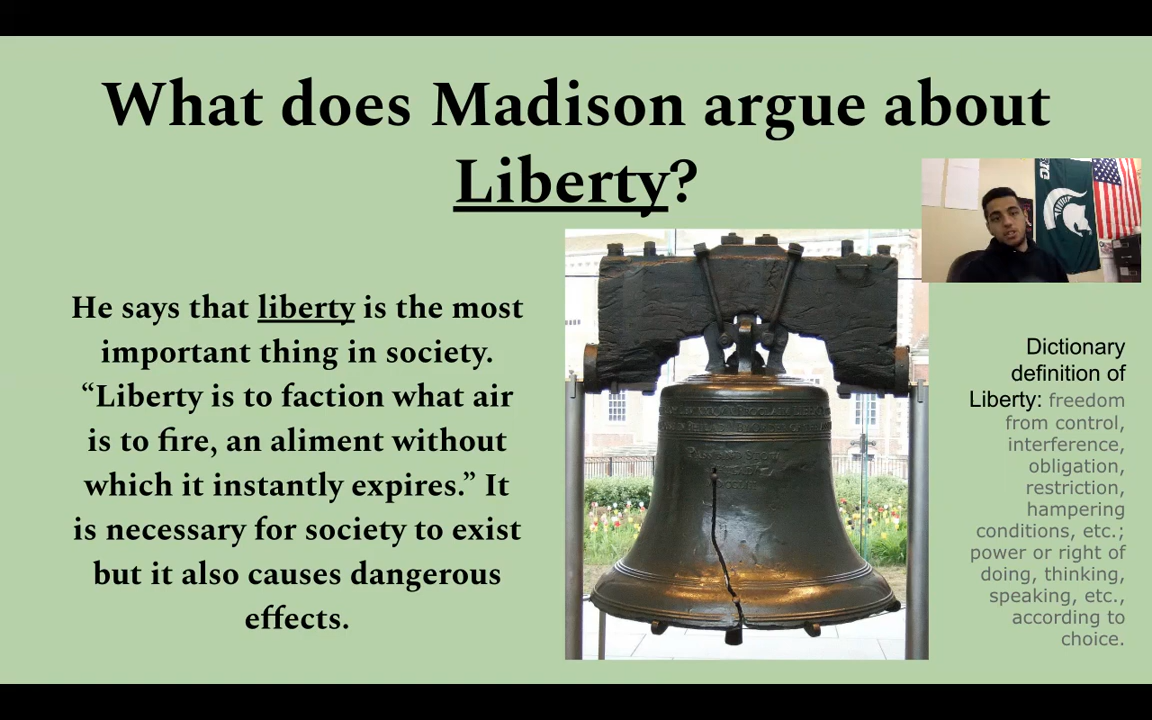 What does Madison argue about
Liberty?
He says that liberty is the most
important thing in society.
“Liberty is to faction what air
is to fire, an aliment without
which it instantly expires.” It
is necessary for society to exist
but it also causes dangerous
effects.
Dictionary
definition of
Liberty: freedom
from control,
interference,
obligation,
restriction,
hampering
conditions, etc.;
power or right of
doing, thinking,
speaking, etc.,
according to
choice.